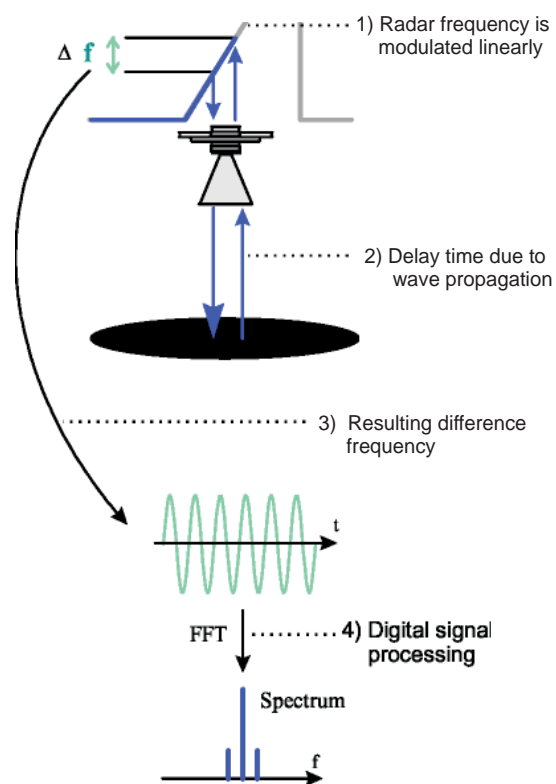 1) Radar frequency is
modulated linearly
Δ f
2) Delay time due to
wave propagation
3) Resulting difference
frequency
t
FFT
4) Digital signal
processing
Spectrum
f